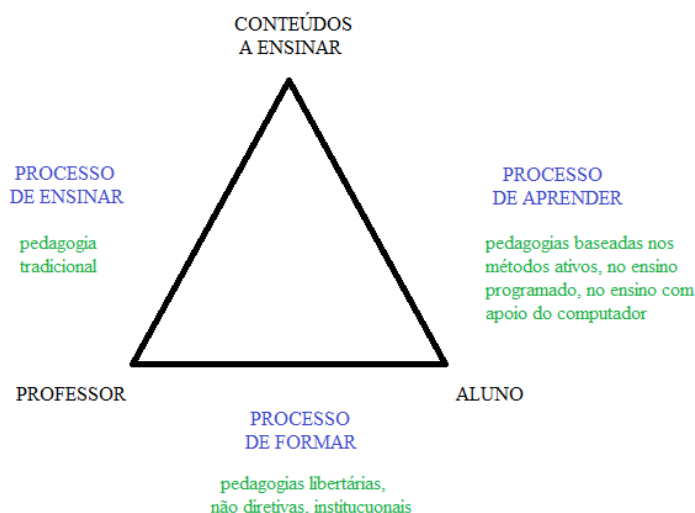 CONTEÚDOS
A ENSINAR
PROCESSO
DE ENSINAR
pedagogia
tradicional
PROCESSO
DE APRENDER
pedagogias baseadas nos
métodos ativos, no ensino
programado, no ensino com
apoio do computador
PROFESSOR
ALUNO
PROCESSO
DE FORMAR
pedagogias libertárias,
não diretivas, institucuonais